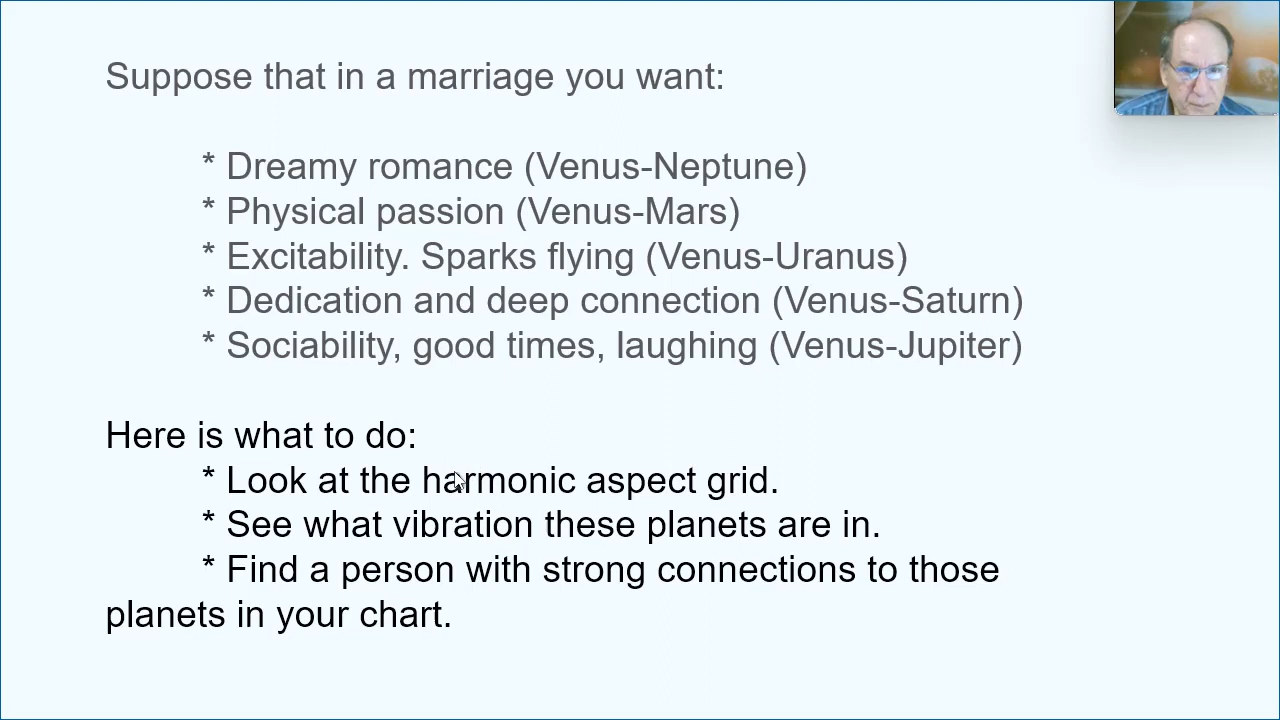 Suppose that in a marriage you want:
* Dreamy romance (Venus-Neptune)
* Physical passion (Venus-Mars)
* Excitability. Sparks flying (Venus-Uranus)
* Dedication and deep connection (Venus-Saturn)
* Sociability, good times, laughing (Venus-Jupiter)
Here is what to do:
* Look at the harmonic aspect grid.
* See what vibration these planets are in.
* Find a person with strong connections to those
planets in your chart.